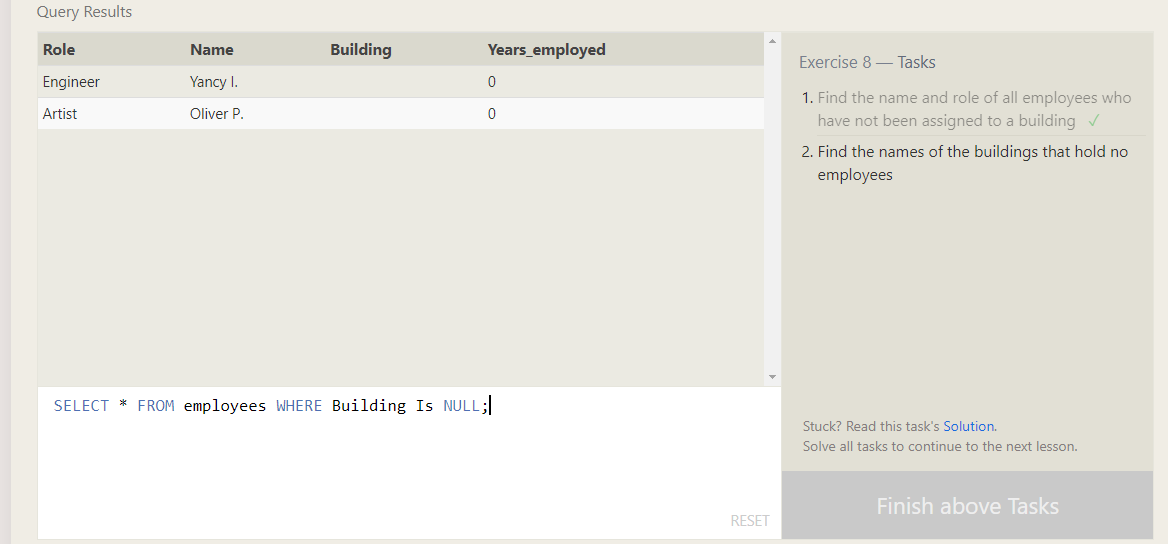 Query Results
Role Name Building Years_employed
Engineer Yancy I. 0
Artist Oliver P. 0
SELECT * FROM employees WHERE Building Is NULL;
RESET
Exercise 8 — Tasks
1. Find the name and role of all employees who
have not been assigned to a building ✓
2. Find the names of the buildings that hold no
employees
Stuck? Read this task's Solution.
Solve all tasks to continue to the next lesson.
Finish above Tasks